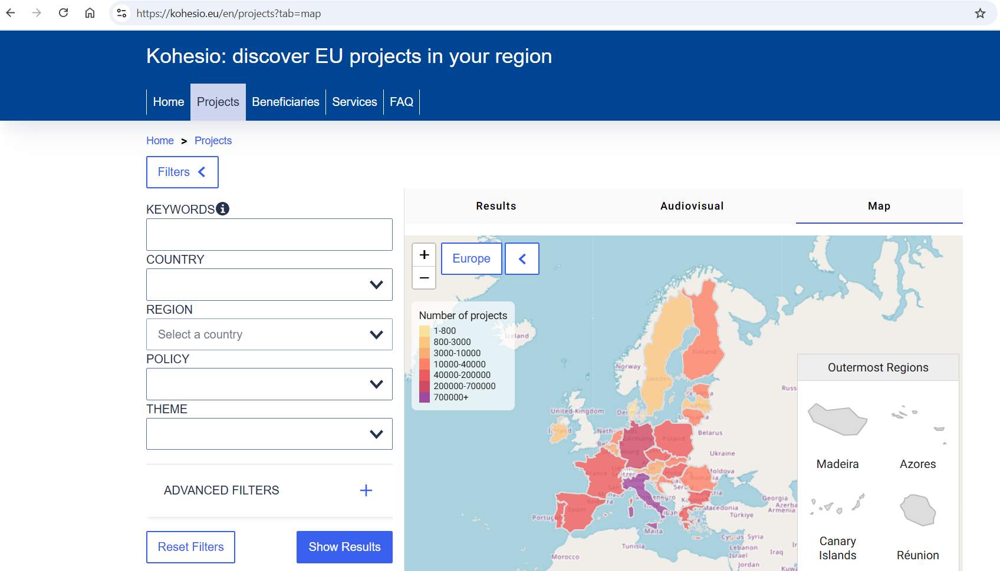 https://kohesio.eu/en/projects?tab=map
Kohesio: discover EU projects in your region
Home
Projects
Beneficiaries
Services
FAQ
Home > Projects
Filters
KEYWORDS
COUNTRY
REGION
Select a country
POLICY
THEME
ADVANCED FILTERS
Reset Filters
Show Results
Results
Audiovisual
Map
+
−
Europe
Number of projects
1-800
800-3000
3000-10000
10000-40000
40000-200000
200000-700000
700000+
Iceland
Norway
Finland
Sweden
United Kingdom
Belarus
Poland
Germany
Ukraine
France
Moldova
Spain
Georgia
Macedonia
Türkiye
Armenia
Malta
Tunisia
Syria
Lebanon
Israel
Iraq
Jordan
Morocco
Outermost Regions
Madeira
Azores
Canary
Islands
Réunion